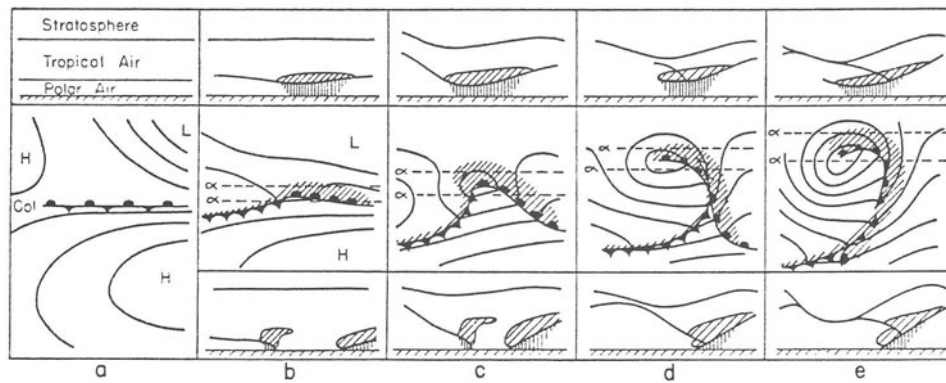 Stratosphere
Tropical Air
Polar Air
H
L
Col
H
L
α
α
H
α
α
α
α
α
α
a
b
c
d
e